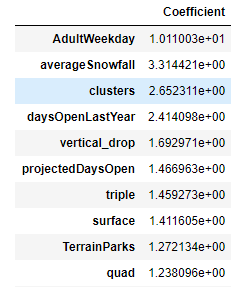 Coefficient
AdultWeekday 1.011003e+01
averageSnowfall 3.314421e+00
clusters 2.652311e+00
daysOpenLastYear 2.414098e+00
vertical_drop 1.692971e+00
projectedDaysOpen 1.466963e+00
triple 1.459273e+00
surface 1.411605e+00
TerrainParks 1.272134e+00
quad 1.238096e+00